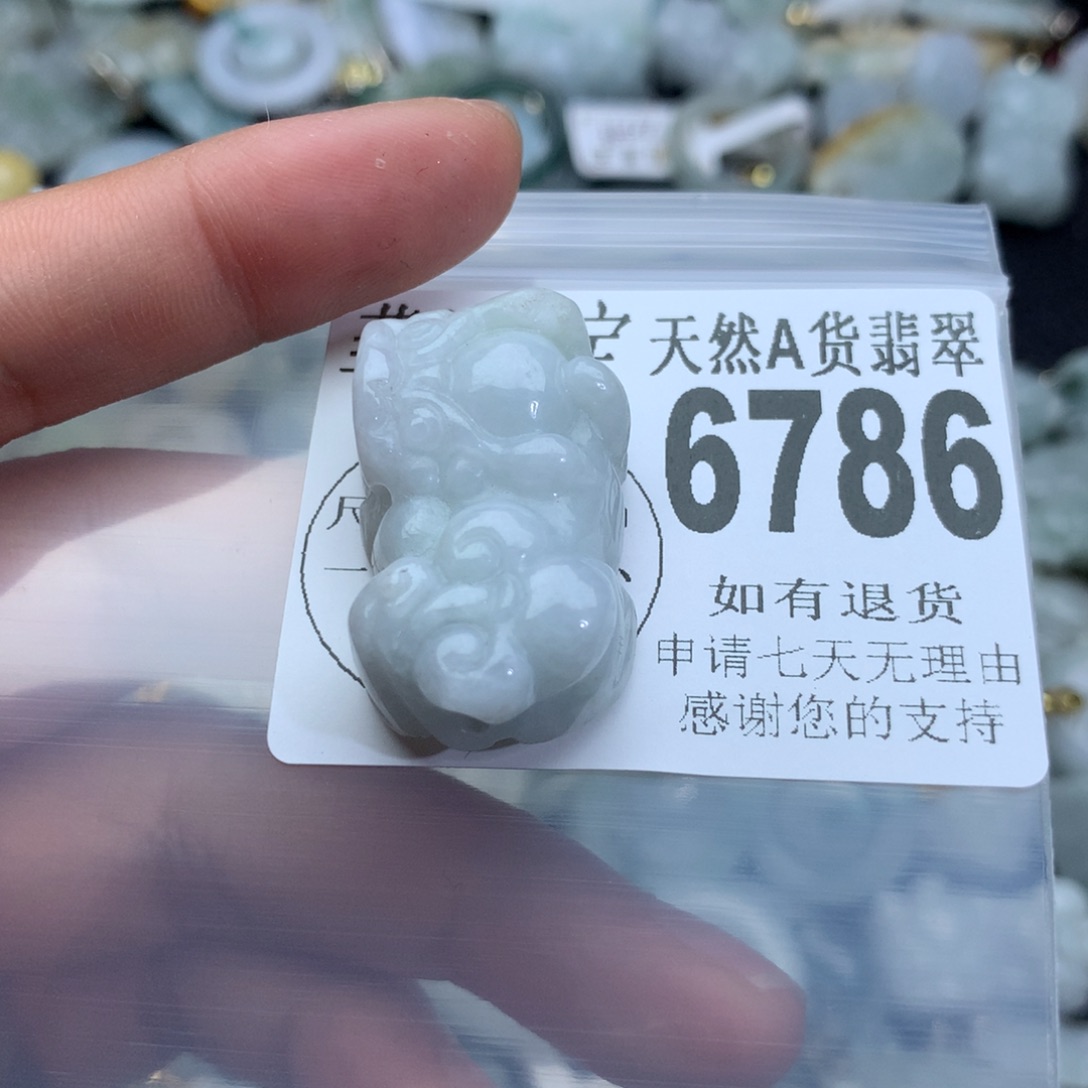 天然A货翡翠
6786
如有退货
申请七天无理由
感谢您的支持